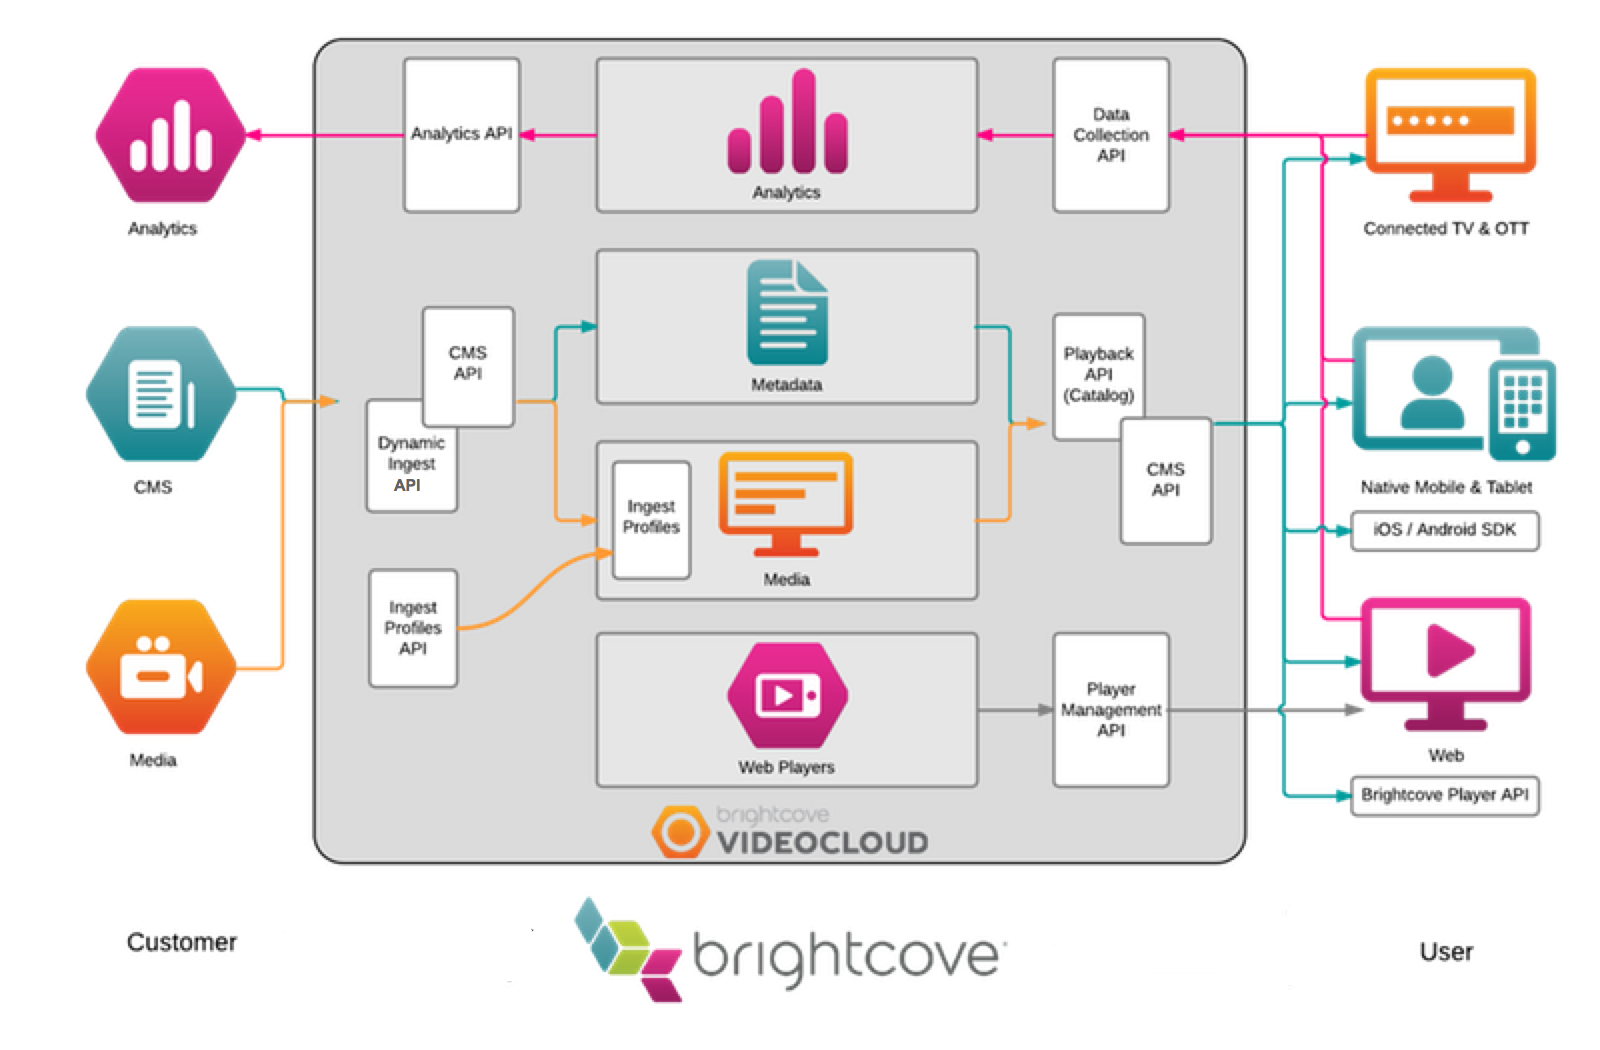 Analytics
CMS
Media
Analytics API
CMS
API
Dynamic
Ingest
API
Ingest
Profiles
API
Analytics
Metadata
Ingest
Profiles
Media
Web Players
Data
Collection
API
Playback
API
(Catalog)
CMS
API
Player
Management
API
Connected TV & OTT
Native Mobile & Tablet
iOS / Android SDK
Web
Brightcove Player API
brightcove
VIDEOCLOUD
Customer
brightcove
User